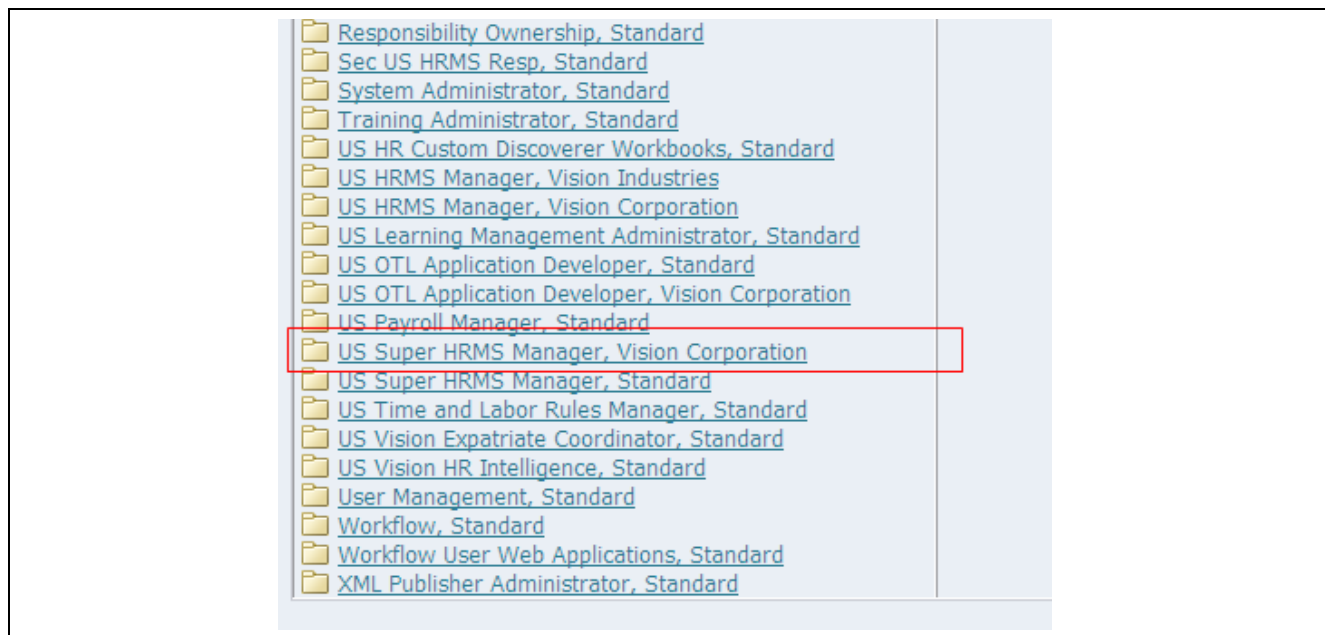 Responsibility Ownership, Standard
Sec US HRMS Resp, Standard
System Administrator, Standard
Training Administrator, Standard
US HR Custom Discoverer Workbooks, Standard
US HRMS Manager, Vision Industries
US HRMS Manager, Vision Corporation
US Learning Management Administrator, Standard
US OTL Application Developer, Standard
US OTL Application Developer, Vision Corporation
US Payroll Manager, Standard
US Super HRMS Manager, Vision Corporation
US Super HRMS Manager, Standard
US Time and Labor Rules Manager, Standard
US Vision Expatriate Coordinator, Standard
US Vision HR Intelligence, Standard
User Management, Standard
Workflow, Standard
Workflow User Web Applications, Standard
XML Publisher Administrator, Standard